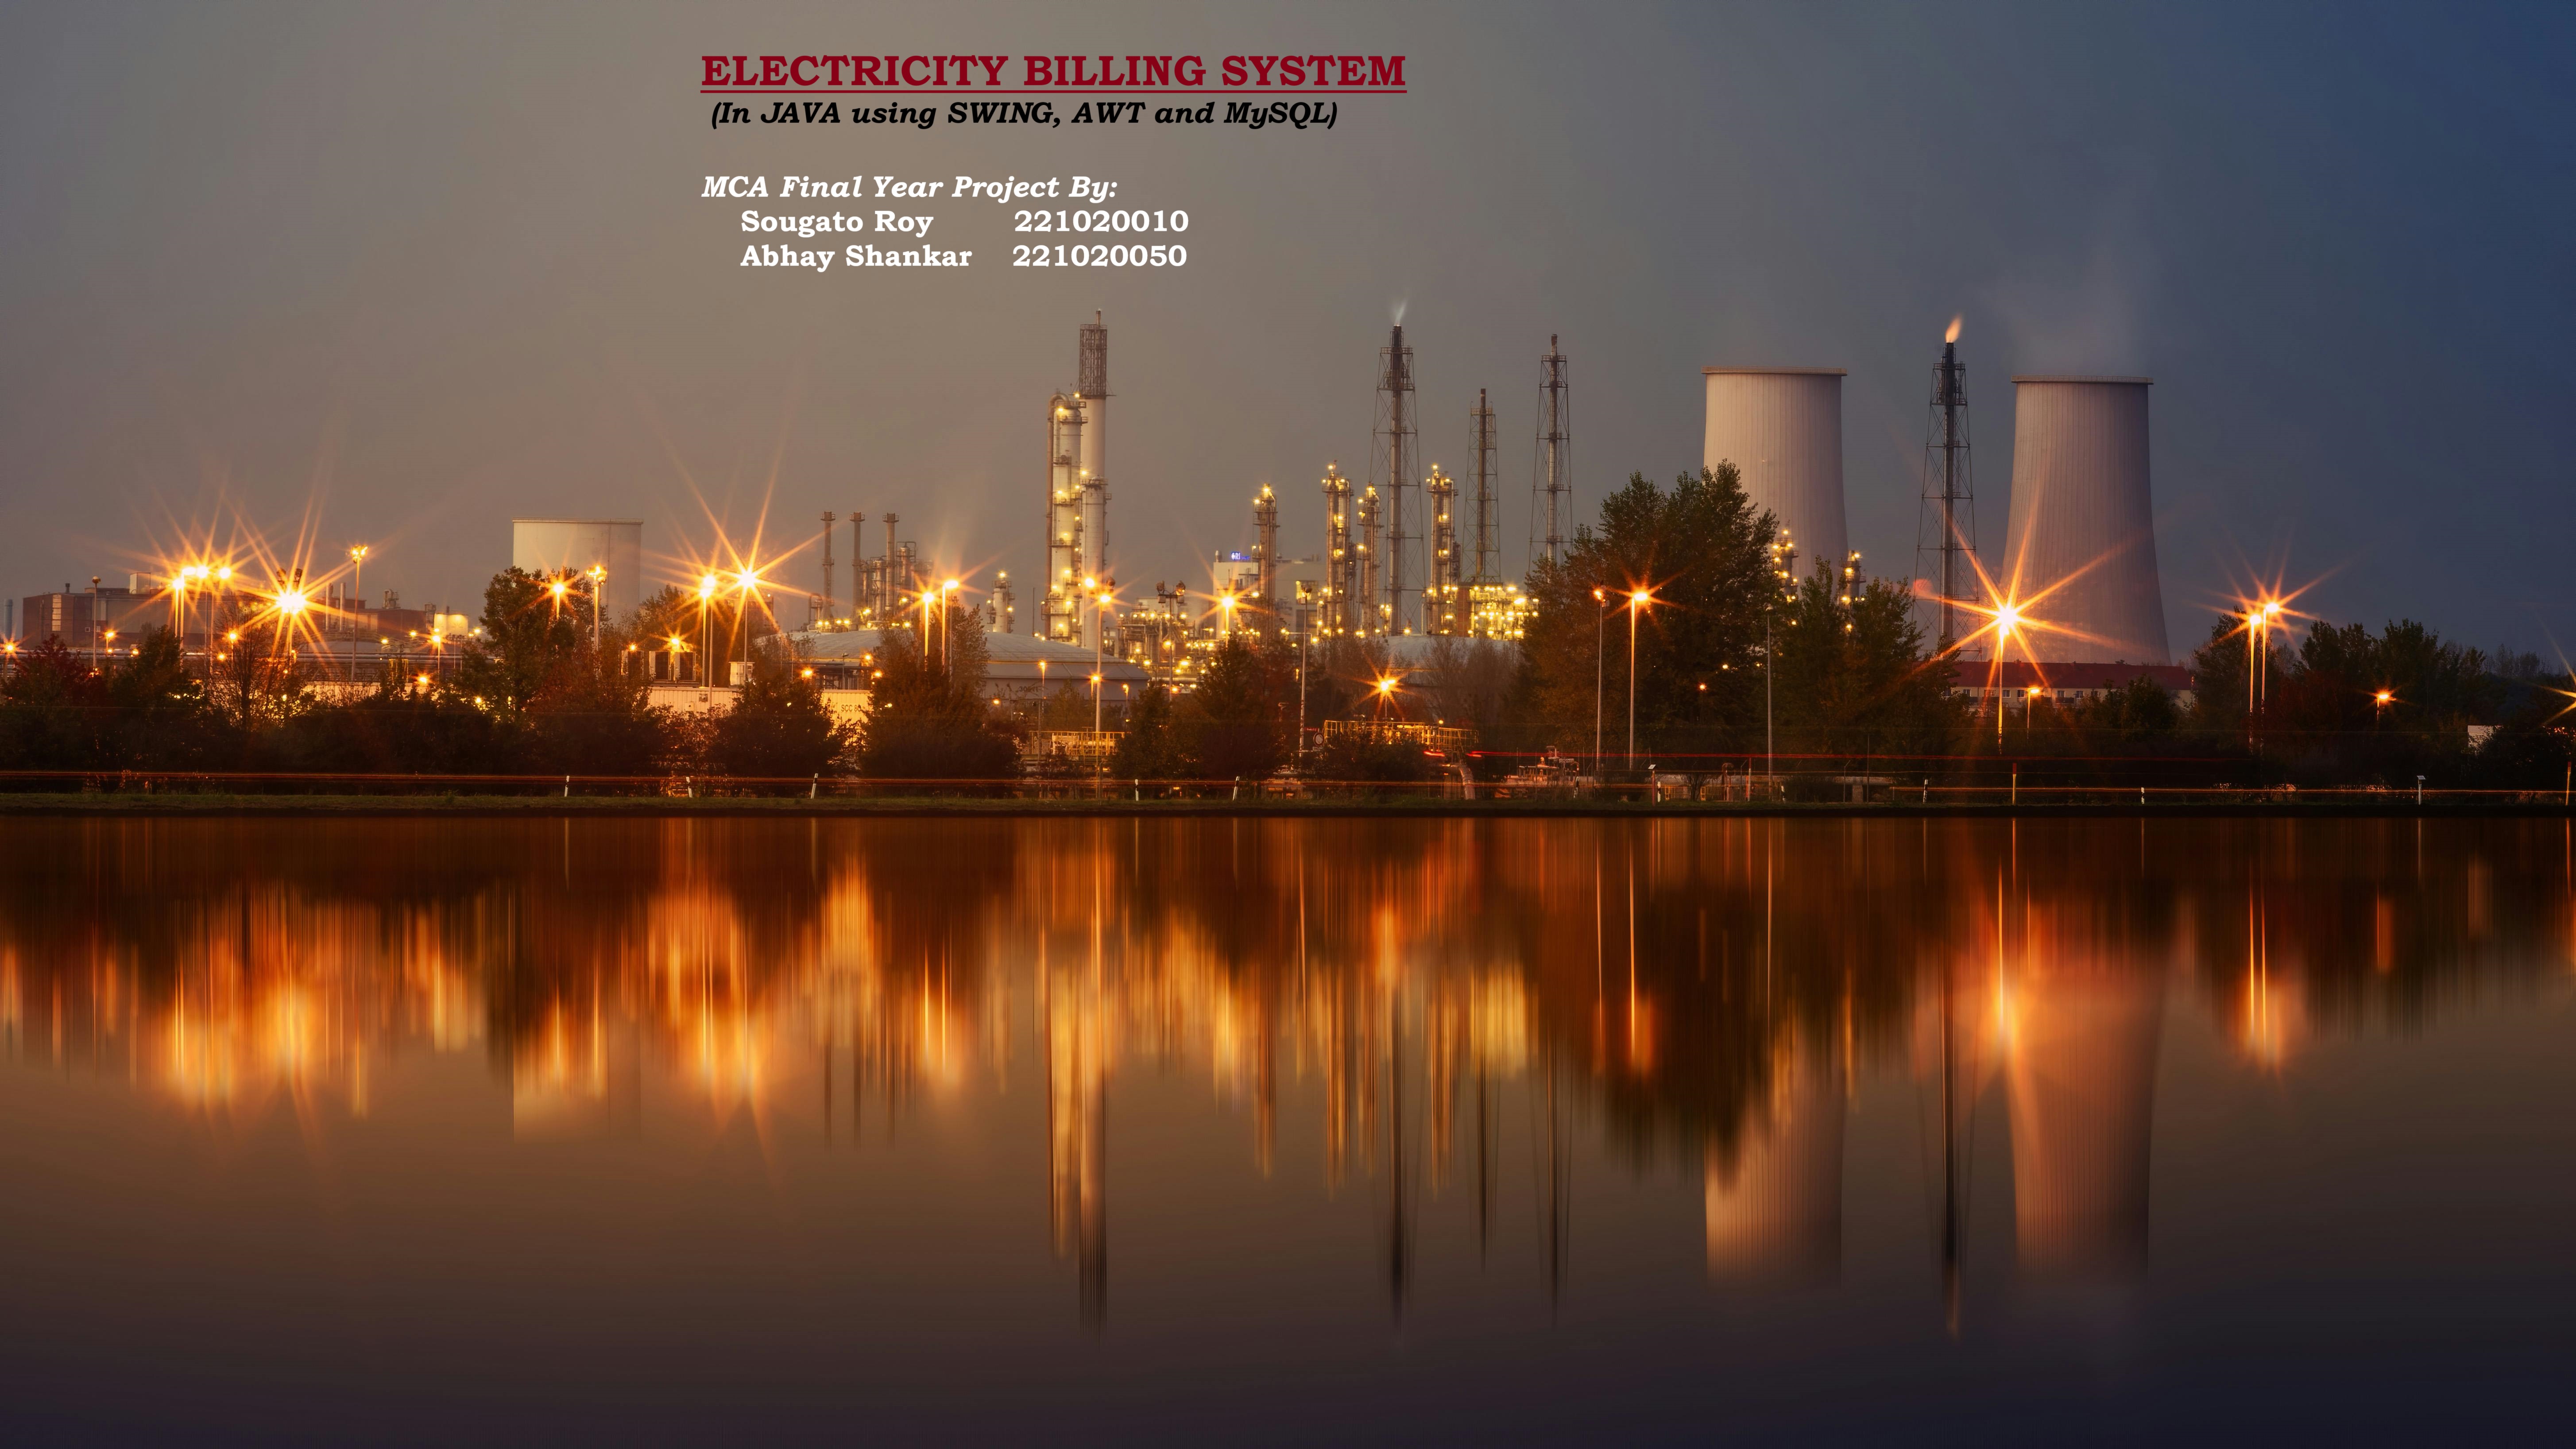 ELECTRICITY BILLING SYSTEM
(In JAVA using SWING, AWT and MySQL)
MCA Final Year Project By:
Sougato Roy 221020010
Abhay Shankar 221020050